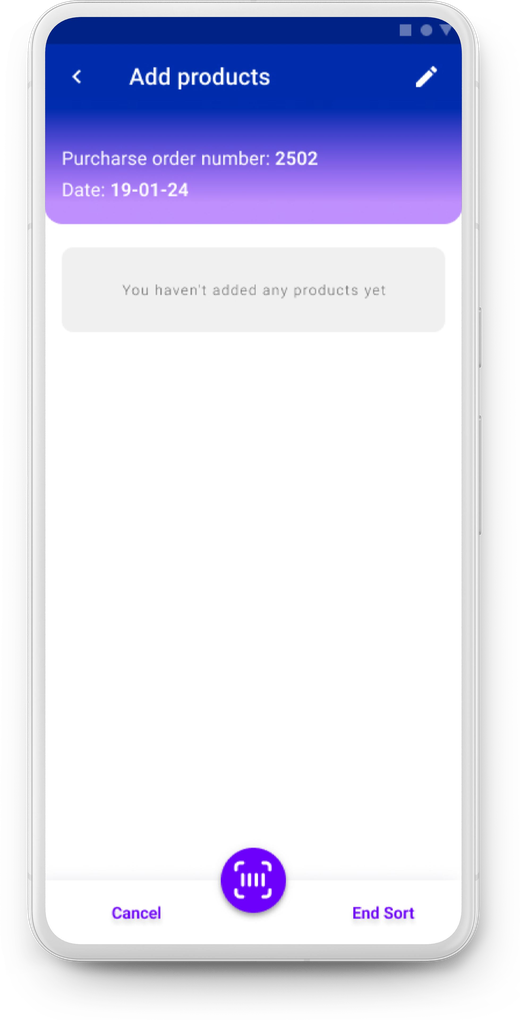 Add products
Purcharse order number: 2502
Date: 19-01-24
You haven't added any products yet
Cancel
End Sort